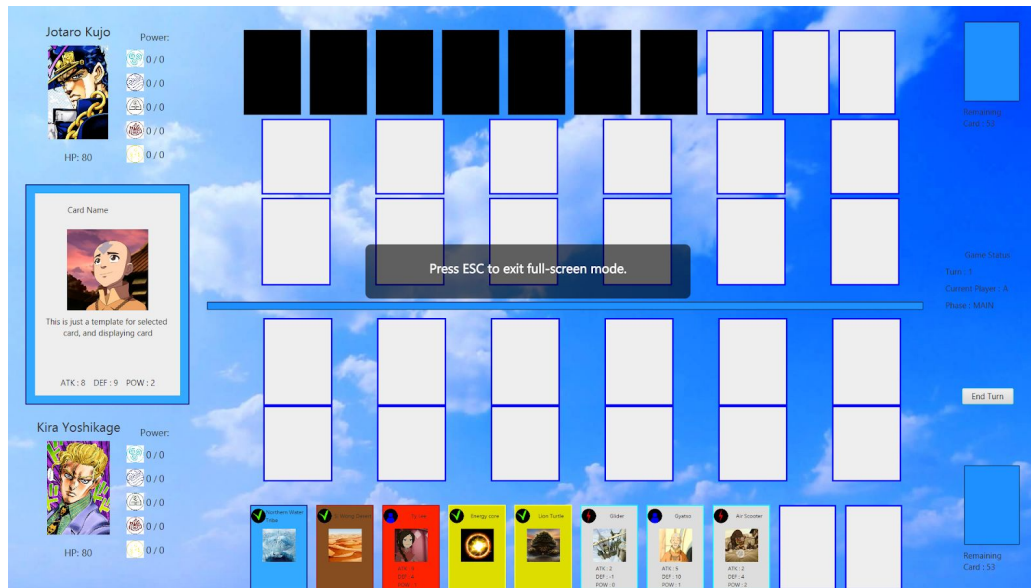 Jotaro Kujo
Power:
0 / 0
0 / 0
0 / 0
0 / 0
0 / 0
HP: 80
Remaining
Card : 53
Card Name
This is just a template for selected
card, and displaying card
ATK : 8 DEF : 9 POW : 2
Press ESC to exit full-screen mode.
Game Status
Turn : 1
Current Player : A
Phase : MAIN
End Turn
Kira Yoshikage
Power:
0 / 0
0 / 0
0 / 0
0 / 0
0 / 0
HP: 80
Northern Water
Tribe
Energy core
Lion Turtle
Glider
ATK : 2
DEF : -1
POW : 0
Gyatso
ATK : 5
DEF : 10
POW : 1
Air Scooter
ATK : 2
DEF : 4
POW : 2
Remaining
Card : 53